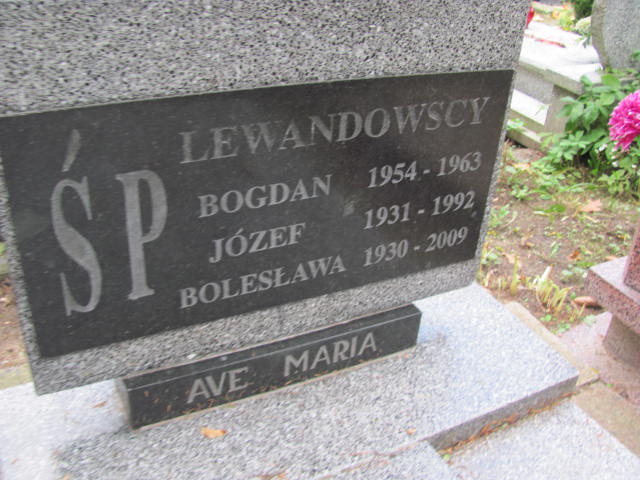 ŚP
LEWANDOWSCY
BOGDAN 1954 - 1963
JÓZEF 1931 - 1992
BOLESŁAWA 1930 - 2009
AVE MARIA